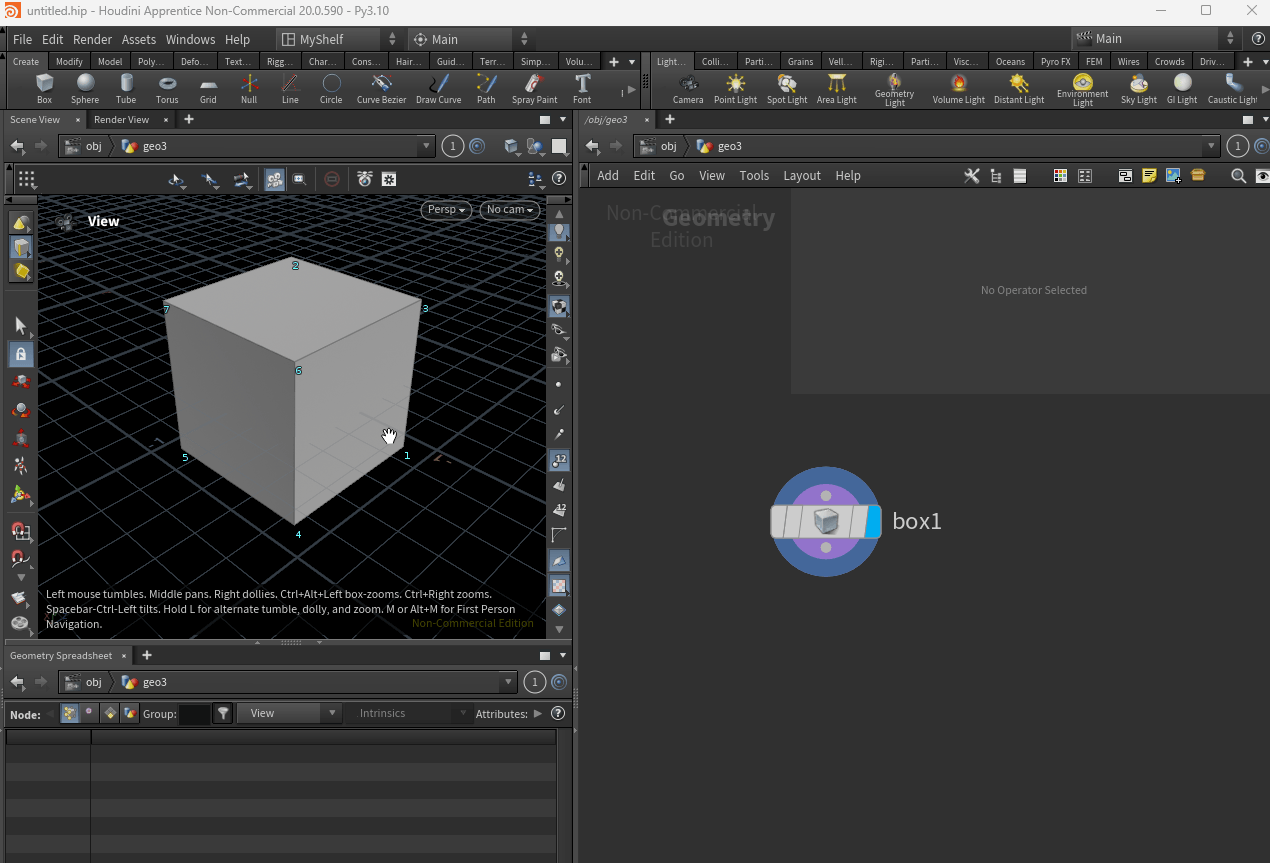 untitled.hip - Houdini Apprentice Non-Commercial 20.0.590 - Py3.10
File Edit Render Assets Windows Help MyShelf Main Main
Create Modify Model Poly... Defo... Text... Rigg... Char... Cons... Hair... Guid... Terr... Simp... Volu...
Light... Colli... Parti... Grains Vell... Rigi... Parti... Visc... Oceans Pyro FX FEM Wires Crowds Driv...
Box Sphere Tube Torus Grid Null Line Circle Curve Bezier Draw Curve Path Spray Paint Font
Camera Point Light Spot Light Area Light Geometry Light Volume Light Distant Light Environment Light Sky Light GI Light Caustic Light
Scene View × Render View ×
obj geo3 1
View
Persp No cam
2
7
3
6
5
1
4
12
12
Left mouse tumbles. Middle pans. Right dollies. Ctrl+Alt+Left box-zooms. Ctrl+Right zooms.
Spacebar-Ctrl-Left tilts. Hold L for alternate tumble, dolly, and zoom. M or Alt+M for First Person
Navigation.
Non-Commercial Edition
Geometry Spreadsheet ×
obj geo3 1
Node: Group: View Intrinsics Attributes:
/obj/geo3 ×
obj geo3 1
Add Edit Go View Tools Layout Help
Non-Commercial
Edition
Geometry
No Operator Selected
box1